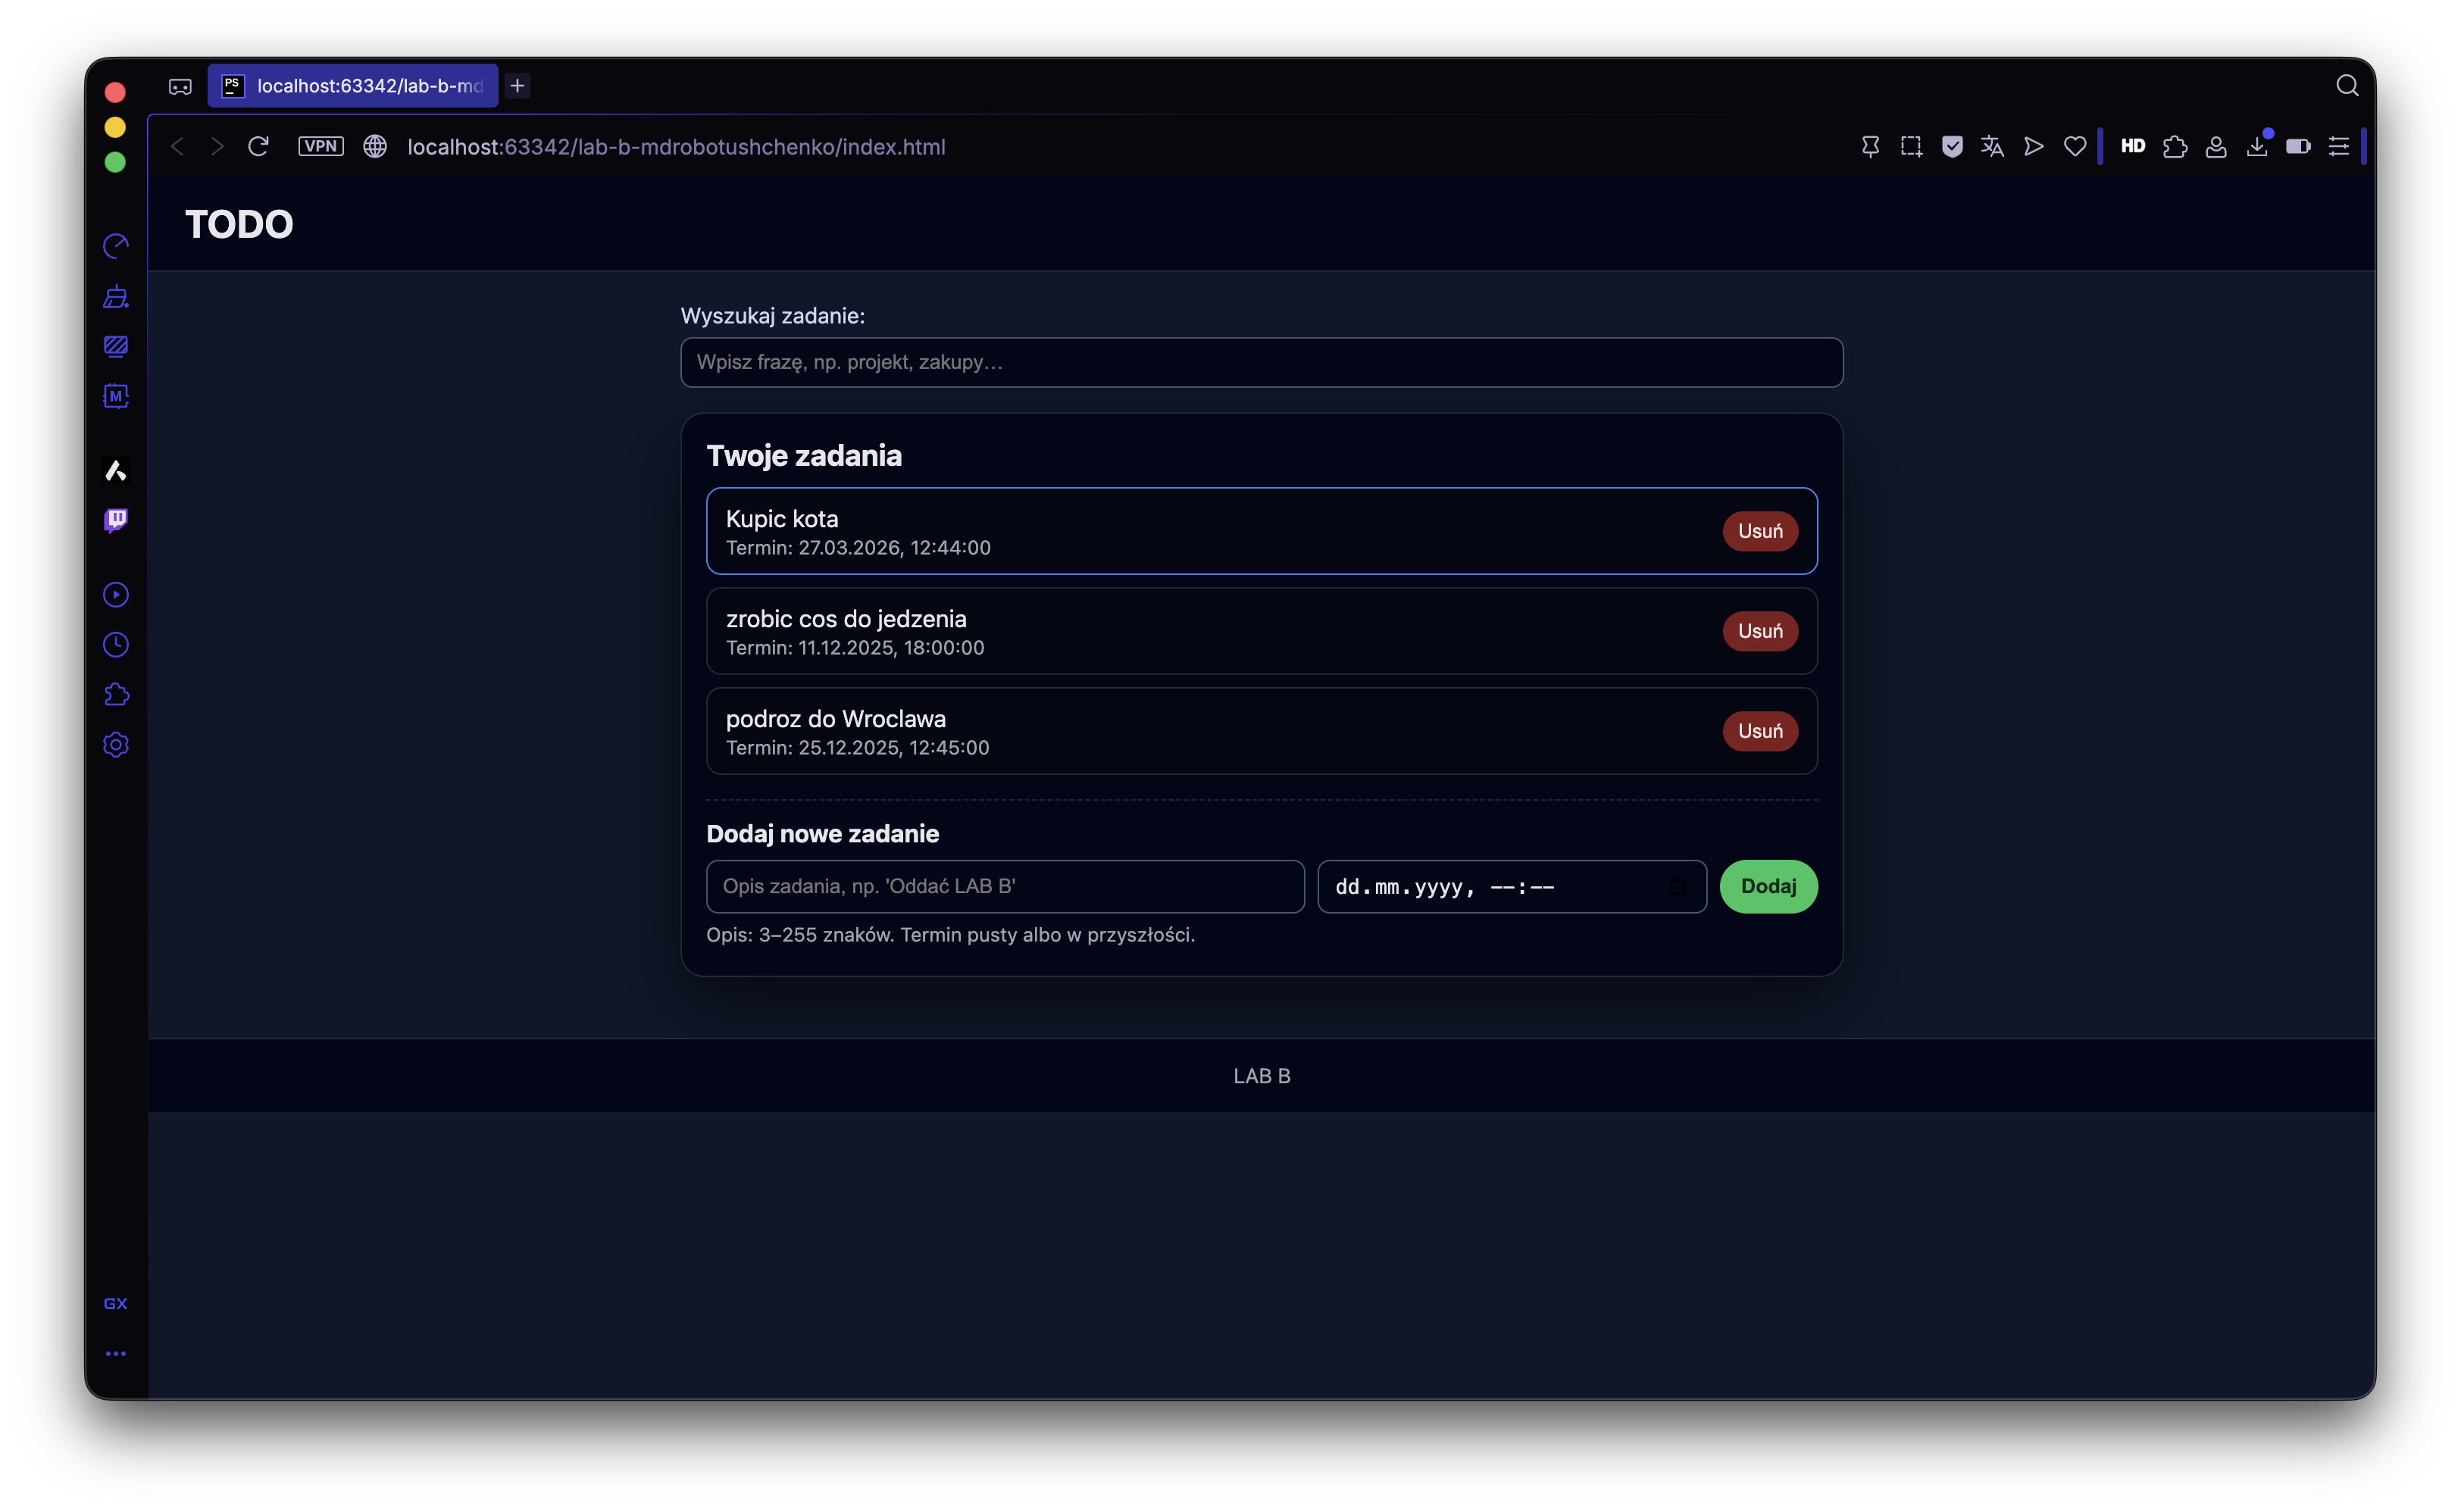 PS localhost:63342/lab-b-md
VPN localhost:63342/lab-b-mdrobotushchenko/index.html HD
M
TODO
Wyszukaj zadanie:
Wpisz frazę, np. projekt, zakupy…
Twoje zadania
Kupic kota
Termin: 27.03.2026, 12:44:00
Usuń
zrobic cos do jedzenia
Termin: 11.12.2025, 18:00:00
Usuń
podroz do Wroclawa
Termin: 25.12.2025, 12:45:00
Usuń
Dodaj nowe zadanie
Opis zadania, np. 'Oddać LAB B' dd.mm.yyyy, --:-- Dodaj
Opis: 3–255 znaków. Termin pusty albo w przyszłości.
LAB B
GX